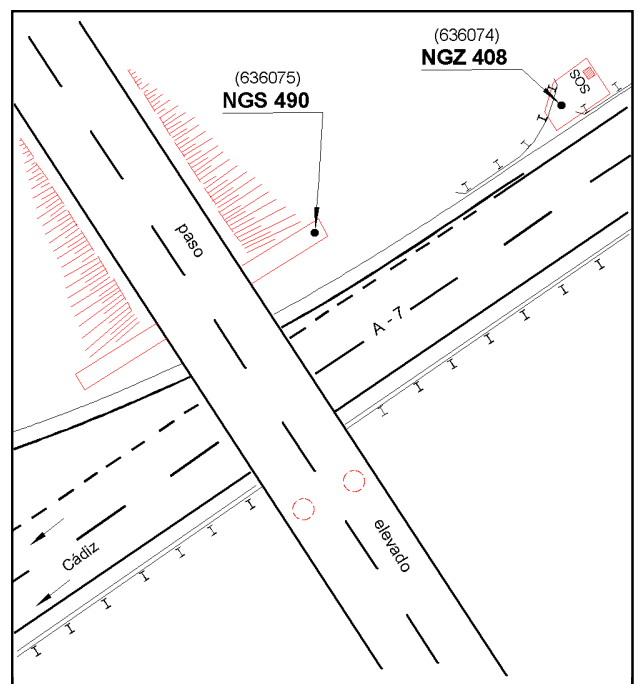 (636074)
NGZ 408
SOS
(636075)
NGS 490
paso
A - 7
elevado
Cádiz